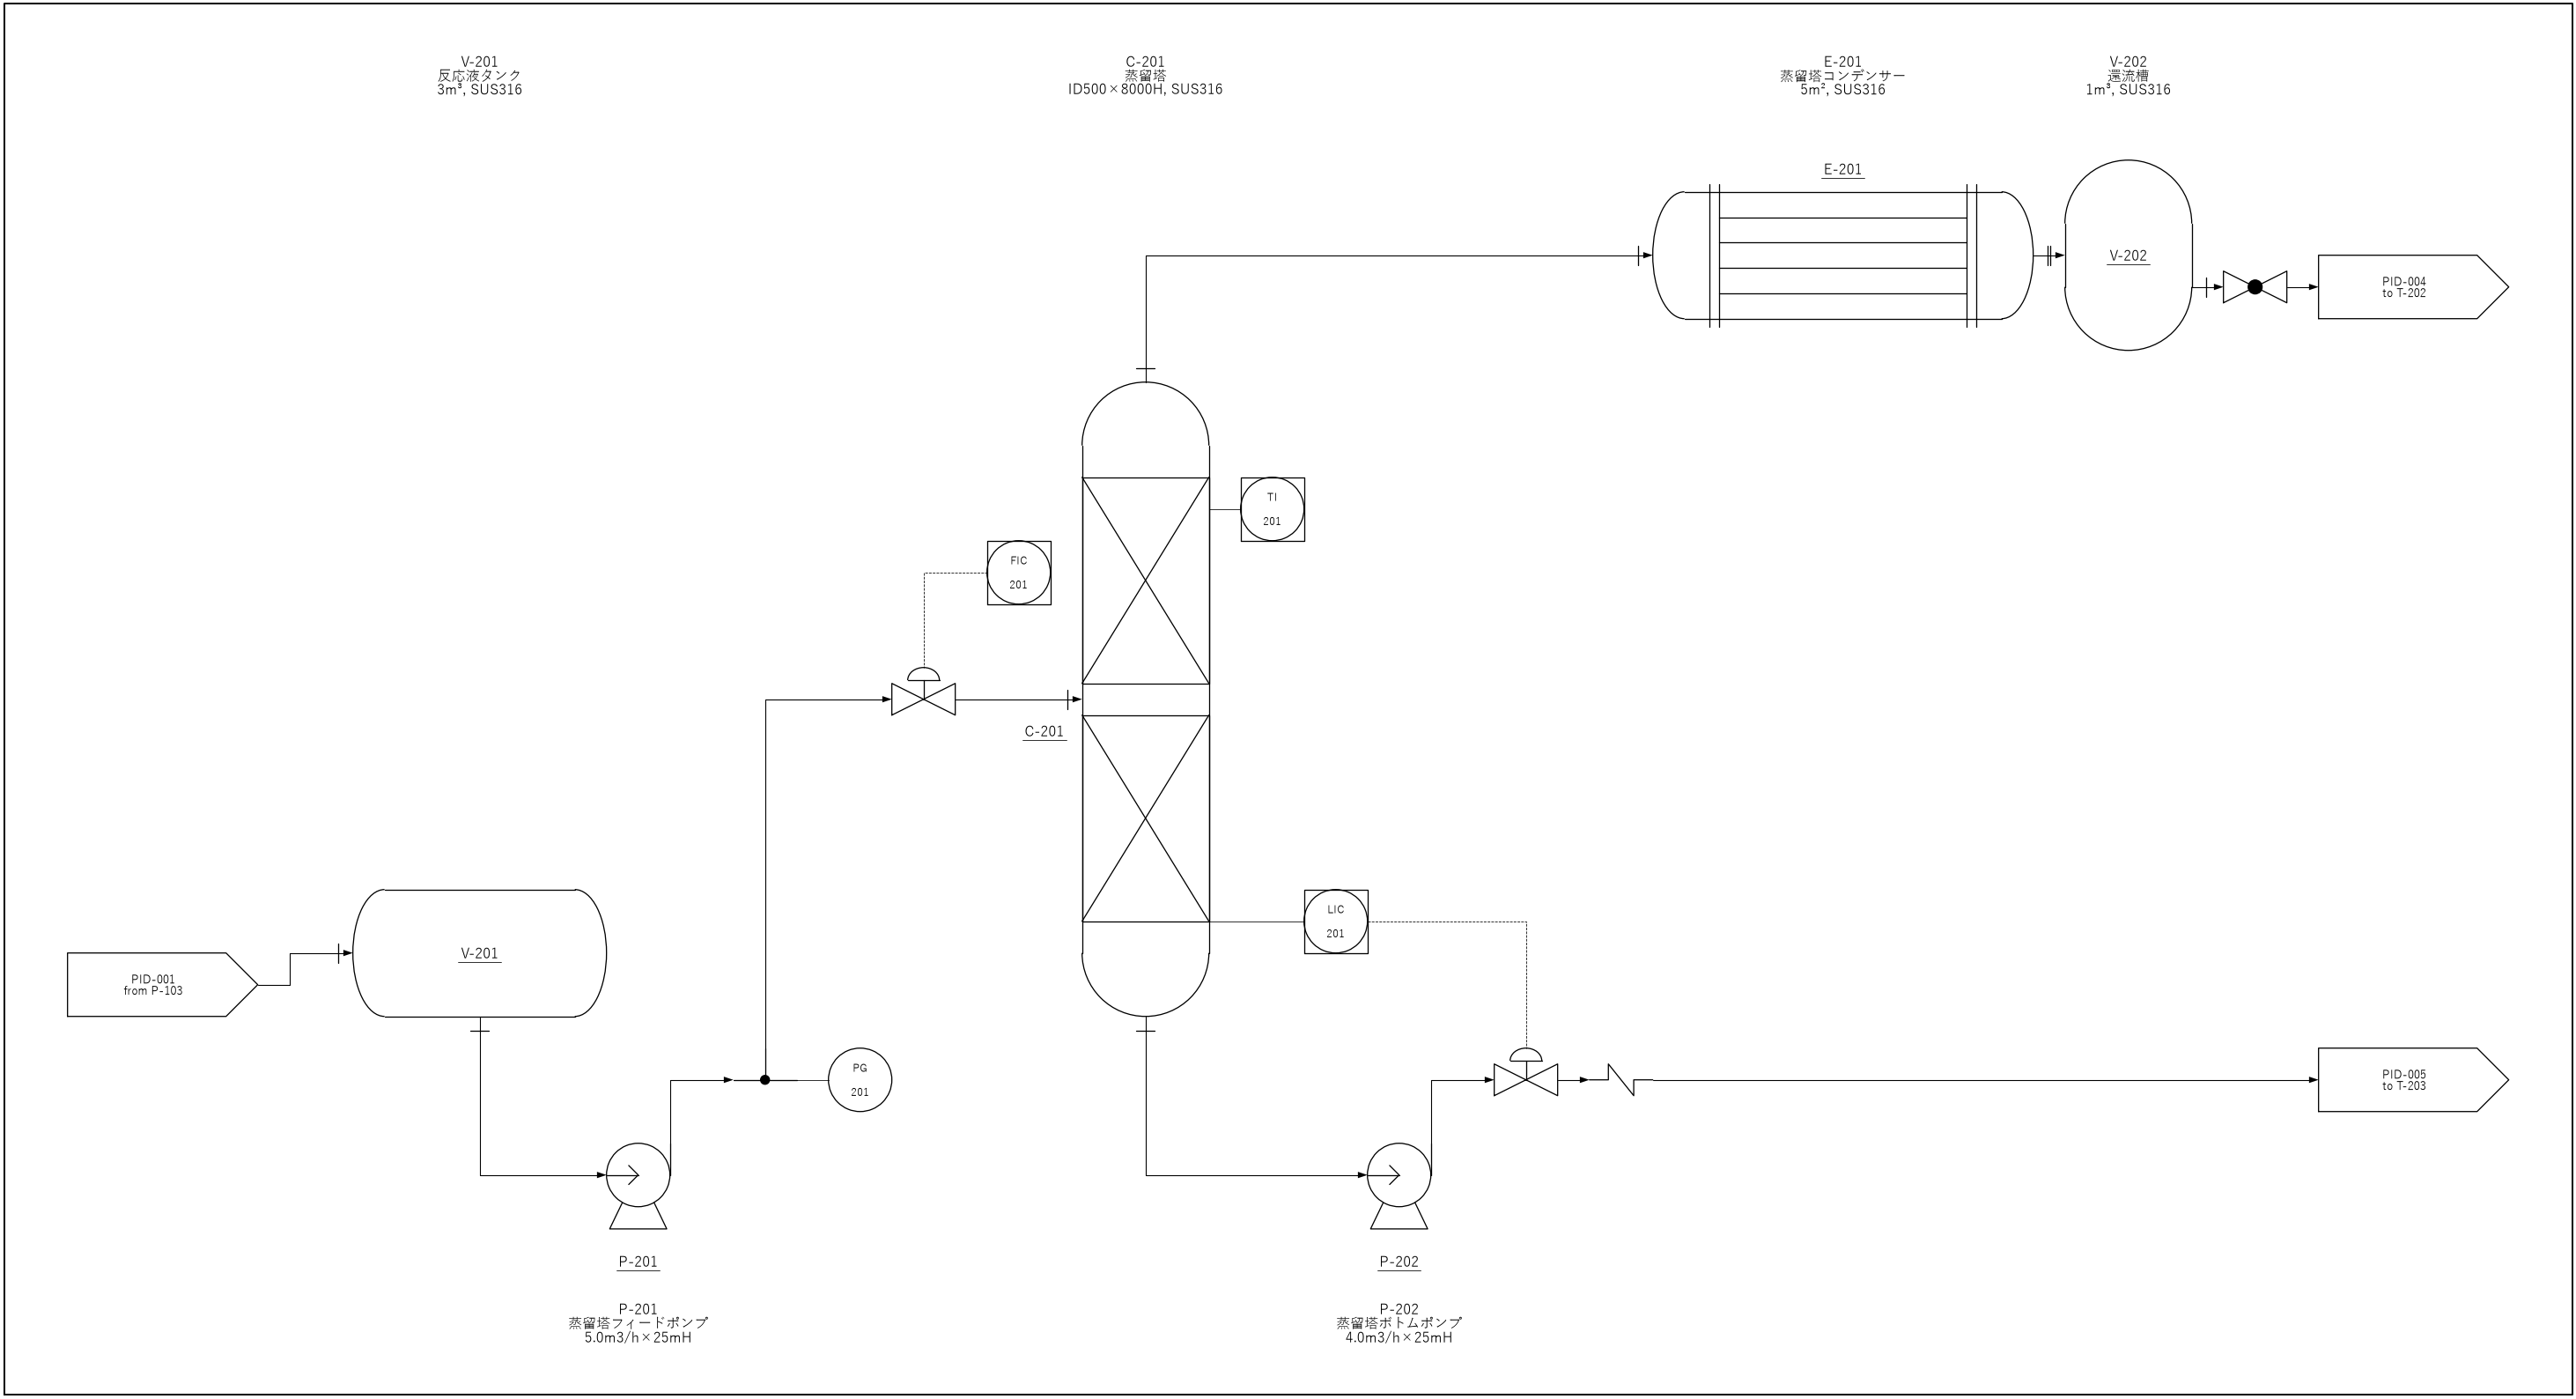 V-201
反応液タンク
3m³, SUS316
C-201
蒸留塔
ID500×8000H, SUS316
E-201
蒸留塔コンデンサー
5m², SUS316
V-202
還流槽
1m³, SUS316
E-201
V-202
PID-004
to T-202
TI
201
FIC
201
C-201
LIC
201
V-201
PID-001
from P-103
PG
201
PID-005
to T-203
P-201
P-202
P-201
蒸留塔フィードポンプ
5.0m3/h×25mH
P-202
蒸留塔ボトムポンプ
4.0m3/h×25mH